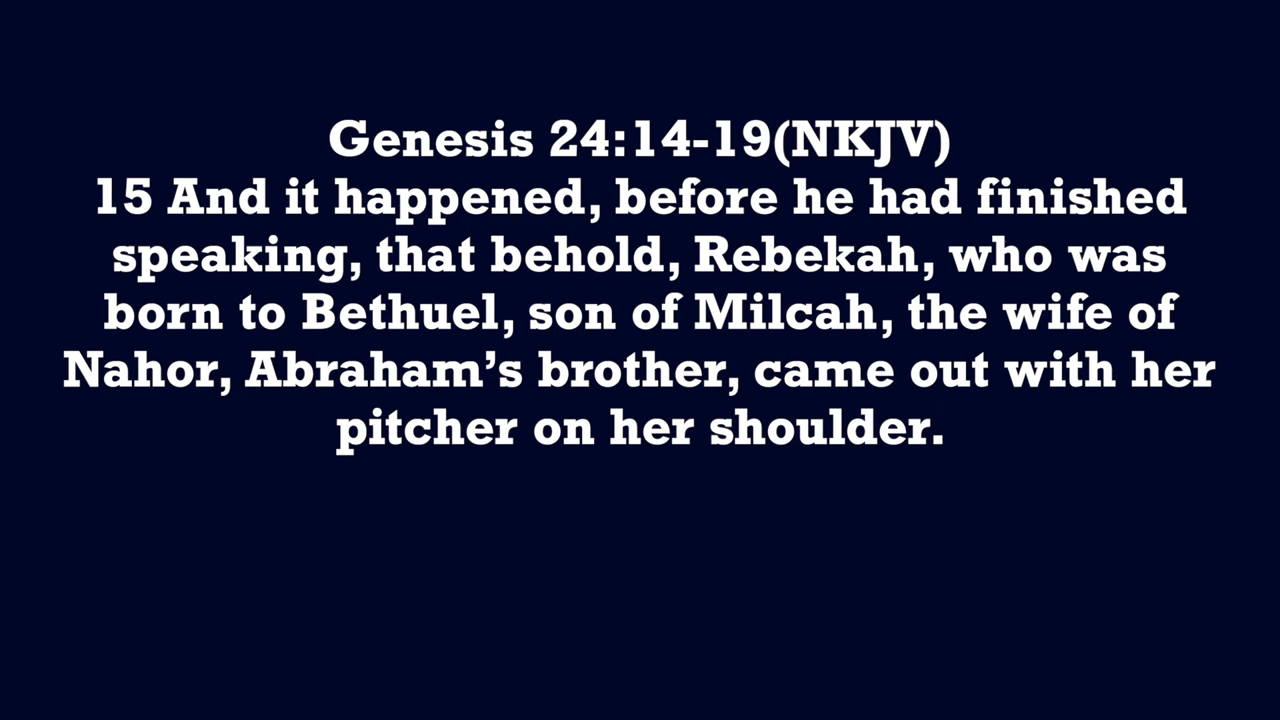 Genesis 24:14-19(NKJV)
15 And it happened, before he had finished
speaking, that behold, Rebekah, who was
born to Bethuel, son of Milcah, the wife of
Nahor, Abraham’s brother, came out with her
pitcher on her shoulder.